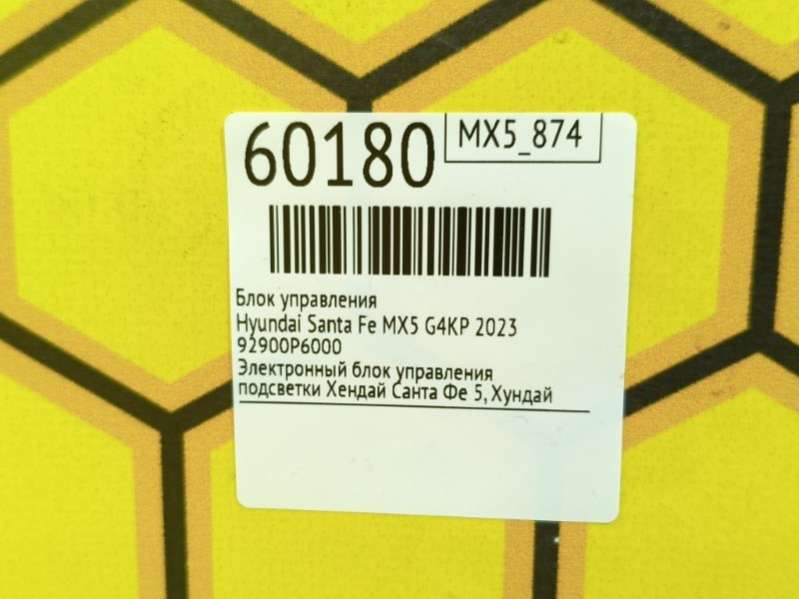 60180
MX5_874
Блок управления
Hyundai Santa Fe MX5 G4KP 2023
92900P6000
Электронный блок управления
подсветки Хендай Санта Фе 5, Хундай